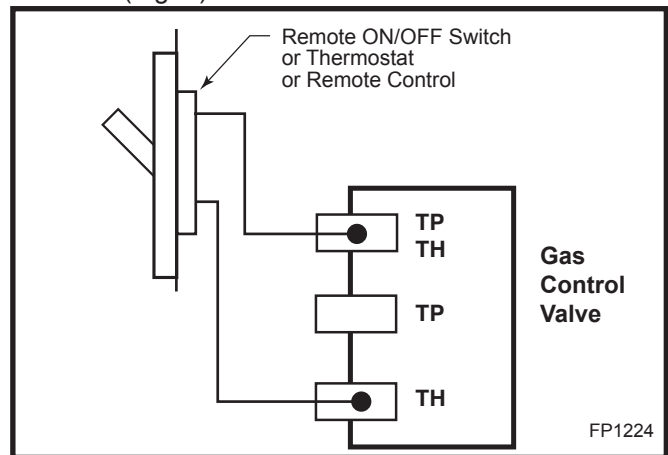 Remote ON/OFF Switch
or Thermostat
or Remote Control
TP
TH
Gas
Control
Valve
TP
TH
FP1224